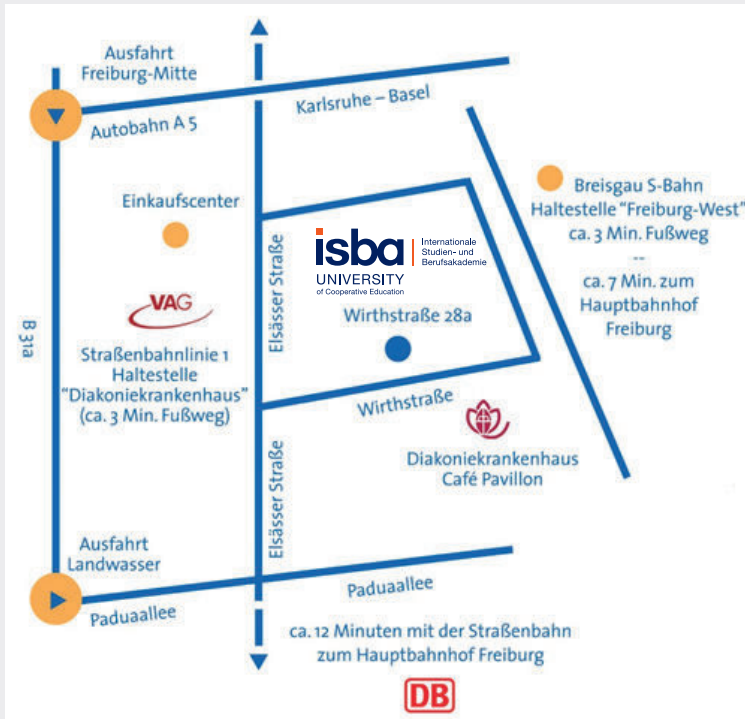 Ausfahrt
Freiburg-Mitte
Karlsruhe – Basel
Autobahn A 5
Einkaufscenter
Breisgau S-Bahn
Haltestelle "Freiburg-West"
ca. 3 Min. Fußweg
--
ca. 7 Min. zum
Hauptbahnhof
Freiburg
isba
Internationale
Studien- und
Berufsakademie
UNIVERSITY
of Cooperative Education
Elsässer Straße
Wirthstraße 28a
VAG
B 31a
Straßenbahnlinie 1
Haltestelle
"Diakoniekrankenhaus"
(ca. 3 Min. Fußweg)
Wirthstraße
Diakoniekrankenhaus
Café Pavillon
Elsässer Straße
Ausfahrt
Landwasser
Paduaallee
Paduaallee
ca. 12 Minuten mit der Straßenbahn
zum Hauptbahnhof Freiburg
DB